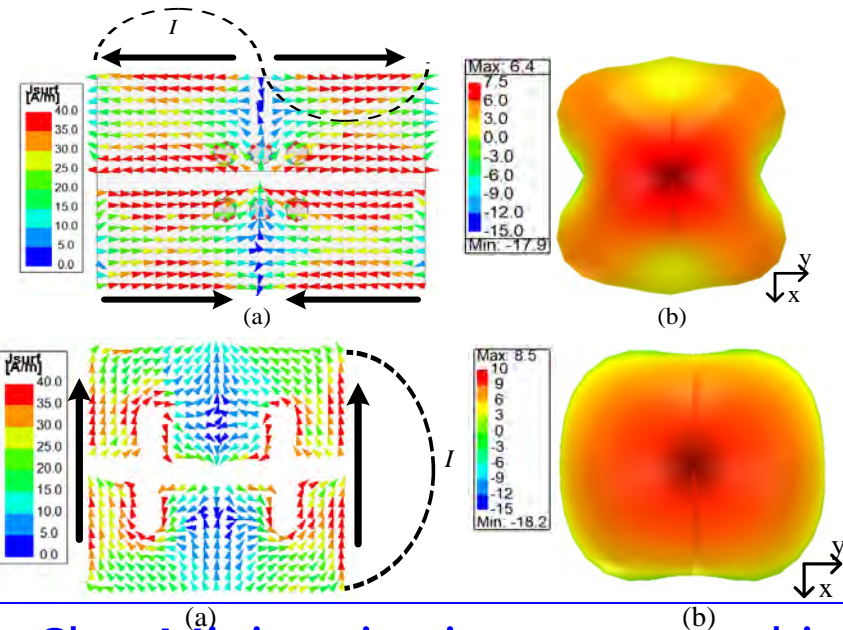 I
Jsurf
[A/m]
40.0
35.0
30.0
25.0
20.0
15.0
10.0
5.0
0.0
Max: 6.4
7.5
6.0
3.0
0.0
-3.0
-6.0
-9.0
-12.0
-15.0
Min: -17.9
y
x
(a)
(b)
Jsurf
[A/m]
40.0
35.0
30.0
25.0
20.0
15.0
10.0
5.0
0.0
I
Max: 8.5
10
9
6
3
0
-3
-6
-9
-12
-15
Min: -18.2
y
x
(a)
(b)